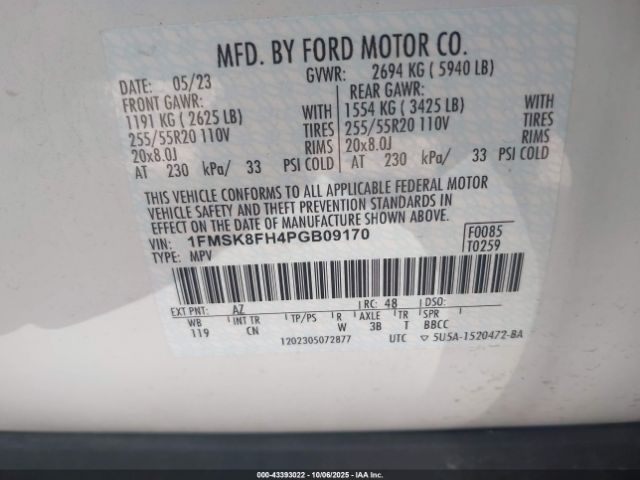 MFD. BY FORD MOTOR CO.
DATE: 05/23 GVWR: 2694 KG ( 5940 LB)
FRONT GAWR: REAR GAWR:
1191 KG ( 2625 LB) WITH 1554 KG ( 3425 LB) WITH
255/55R20 110V TIRES 255/55R20 110V TIRES
20x8.0J RIMS 20x8.0J RIMS
AT 230 kPa/ 33 PSI COLD AT 230 kPa/ 33 PSI COLD
THIS VEHICLE CONFORMS TO ALL APPLICABLE FEDERAL MOTOR
VEHICLE SAFETY AND THEFT PREVENTION STANDARDS IN
EFFECT ON THE DATE OF MANUFACTURE SHOWN ABOVE.
VIN: 1FMSK8FH4PGB09170 F0085
TYPE: MPV T0259
EXT PNT: AZ RC: 48 DSO:
WB INT TR TP/PS R AXLE TR SPR
119 CN W 3B T BBCC
1202305072877 UTC 5U5A-1520472-BA
000-43393022 | 10/06/2025 | IAA Inc.